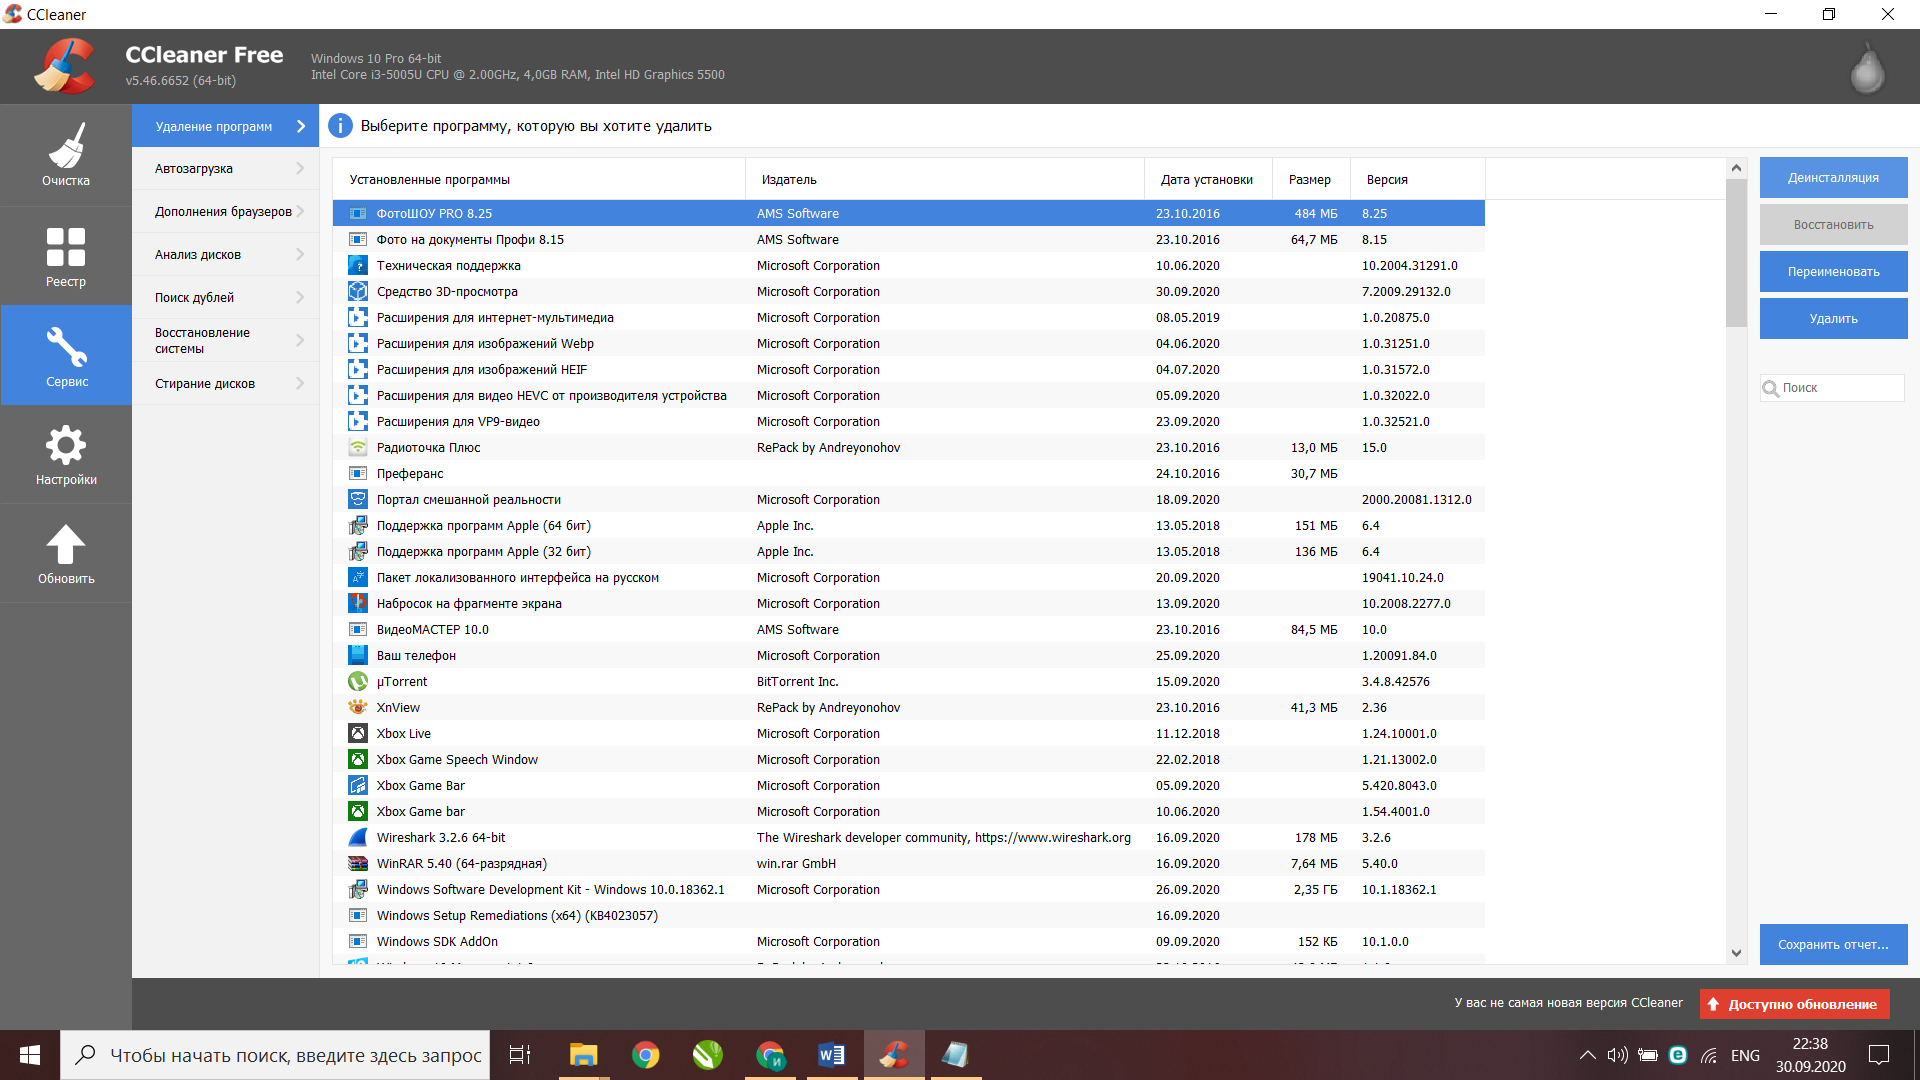 CCleaner
CCleaner Free
v5.46.6652 (64-bit)
Windows 10 Pro 64-bit
Intel Core i3-5005U CPU @ 2.00GHz, 4,0GB RAM, Intel HD Graphics 5500
Очистка
Реестр
Сервис
Настройки
Обновить
Удаление программ
Автозагрузка
Дополнения браузеров
Анализ дисков
Поиск дублей
Восстановление
системы
Стирание дисков
Выберите программу, которую вы хотите удалить
Установленные программы Издатель Дата установки Размер Версия
ФотоШОУ PRO 8.25 AMS Software 23.10.2016 484 МБ 8.25
Фото на документы Профи 8.15 AMS Software 23.10.2016 64,7 МБ 8.15
Техническая поддержка Microsoft Corporation 10.06.2020 10.2004.31291.0
Средство 3D-просмотра Microsoft Corporation 30.09.2020 7.2009.29132.0
Расширения для интернет-мультимедиа Microsoft Corporation 08.05.2019 1.0.20875.0
Расширения для изображений Webp Microsoft Corporation 04.06.2020 1.0.31251.0
Расширения для изображений HEIF Microsoft Corporation 04.07.2020 1.0.31572.0
Расширения для видео HEVC от производителя устройства Microsoft Corporation 05.09.2020 1.0.32022.0
Расширения для VP9-видео Microsoft Corporation 23.09.2020 1.0.32521.0
Радиоточка Плюс RePack by Andreyonohov 23.10.2016 13,0 МБ 15.0
Преферанс 24.10.2016 30,7 МБ
Портал смешанной реальности Microsoft Corporation 18.09.2020 2000.20081.1312.0
Поддержка программ Apple (64 бит) Apple Inc. 13.05.2018 151 МБ 6.4
Поддержка программ Apple (32 бит) Apple Inc. 13.05.2018 136 МБ 6.4
Пакет локализованного интерфейса на русском Microsoft Corporation 20.09.2020 19041.10.24.0
Набросок на фрагменте экрана Microsoft Corporation 13.09.2020 10.2008.2277.0
ВидеоМАСТЕР 10.0 AMS Software 23.10.2016 84,5 МБ 10.0
Ваш телефон Microsoft Corporation 25.09.2020 1.20091.84.0
µTorrent BitTorrent Inc. 15.09.2020 3.4.8.42576
XnView RePack by Andreyonohov 23.10.2016 41,3 МБ 2.36
Xbox Live Microsoft Corporation 11.12.2018 1.24.10001.0
Xbox Game Speech Window Microsoft Corporation 22.02.2018 1.21.13002.0
Xbox Game Bar Microsoft Corporation 05.09.2020 5.420.8043.0
Xbox Game bar Microsoft Corporation 10.06.2020 1.54.4001.0
Wireshark 3.2.6 64-bit The Wireshark developer community, https://www.wireshark.org 16.09.2020 178 МБ 3.2.6
WinRAR 5.40 (64-разрядная) win.rar GmbH 16.09.2020 7,64 МБ 5.40.0
Windows Software Development Kit - Windows 10.0.18362.1 Microsoft Corporation 26.09.2020 2,35 ГБ 10.1.18362.1
Windows Setup Remediations (x64) (KB4023057) 16.09.2020
Windows SDK AddOn Microsoft Corporation 09.09.2020 152 КБ 10.1.0.0
Деинсталляция
Восстановить
Переименовать
Удалить
Поиск
Сохранить отчет...
У вас не самая новая версия CCleaner
Доступно обновление
Чтобы начать поиск, введите здесь запрос
ENG
22:38
30.09.2020